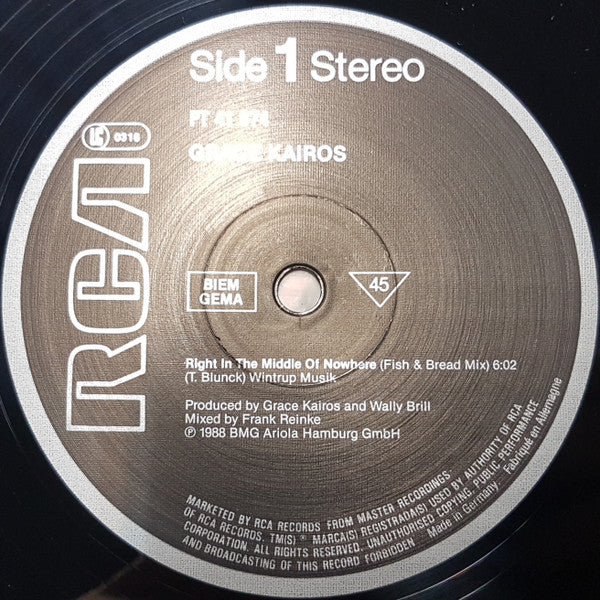 Side 1 Stereo
PT
GRACE KAIROS
LC 0316
RCA
BIEM
GEMA
45
Right In The Middle Of Nowhere (Fish & Bread Mix) 6:02
(T. Blunck) Wintrup Musik
Produced by Grace Kairos and Wally Brill
Mixed by Frank Reinke
℗ 1988 BMG Ariola Hamburg GmbH
MARKETED BY RCA RECORDS FROM MASTER RECORDINGS
OF RCA RECORDS. TM(S) ® MARCA(S) REGISTRADA(S) USED BY AUTHORITY OF RCA
CORPORATION. ALL RIGHTS RESERVED. UNAUTHORISED COPYING, PUBLIC PERFORMANCE
AND BROADCASTING OF THIS RECORD FORBIDDEN Made in Germany Fabriqué en Allemagne